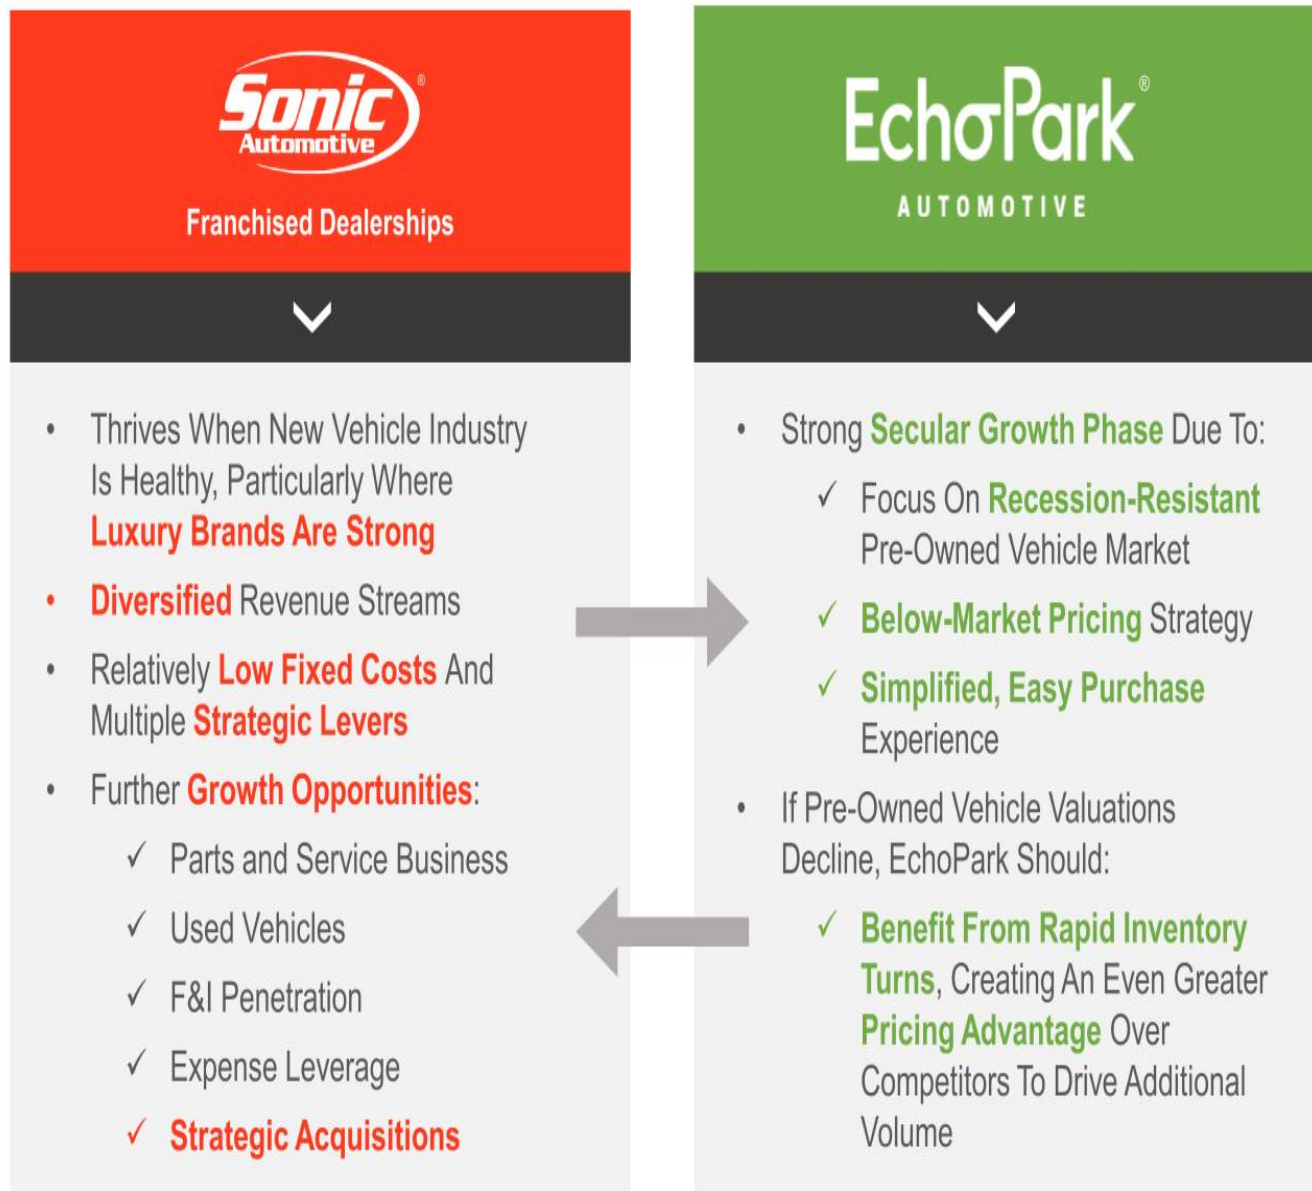 Sonic®
Automotive
Franchised Dealerships
• Thrives When New Vehicle Industry
Is Healthy, Particularly Where
Luxury Brands Are Strong
• Diversified Revenue Streams
• Relatively Low Fixed Costs And
Multiple Strategic Levers
• Further Growth Opportunities:
✓ Parts and Service Business
✓ Used Vehicles
✓ F&I Penetration
✓ Expense Leverage
✓ Strategic Acquisitions
EchoPark®
AUTOMOTIVE
• Strong Secular Growth Phase Due To:
✓ Focus On Recession-Resistant
Pre-Owned Vehicle Market
✓ Below-Market Pricing Strategy
✓ Simplified, Easy Purchase
Experience
• If Pre-Owned Vehicle Valuations
Decline, EchoPark Should:
✓ Benefit From Rapid Inventory
Turns, Creating An Even Greater
Pricing Advantage Over
Competitors To Drive Additional
Volume